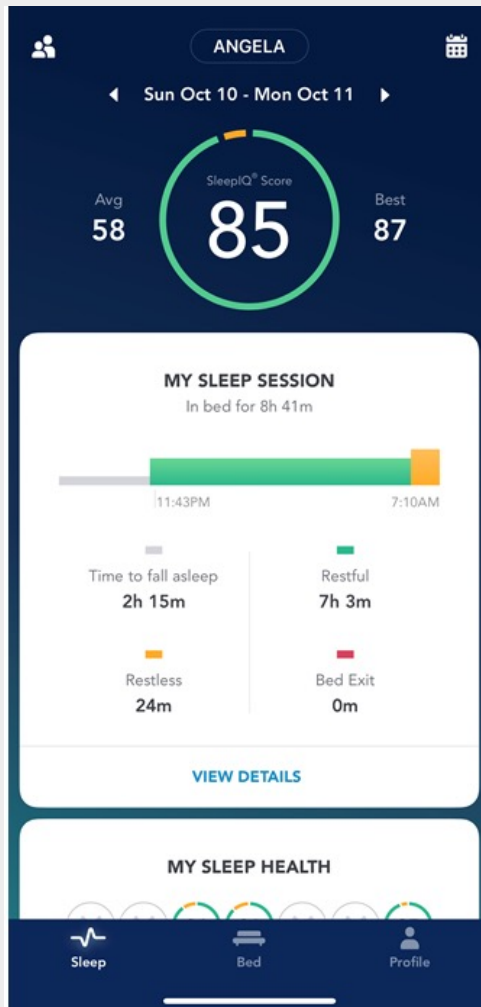 ANGELA
Sun Oct 10 - Mon Oct 11
SleepIQ® Score
Avg
58
85
Best
87
MY SLEEP SESSION
In bed for 8h 41m
11:43PM 7:10AM
Time to fall asleep
2h 15m
Restful
7h 3m
Restless
24m
Bed Exit
0m
VIEW DETAILS
MY SLEEP HEALTH
Sleep Bed Profile